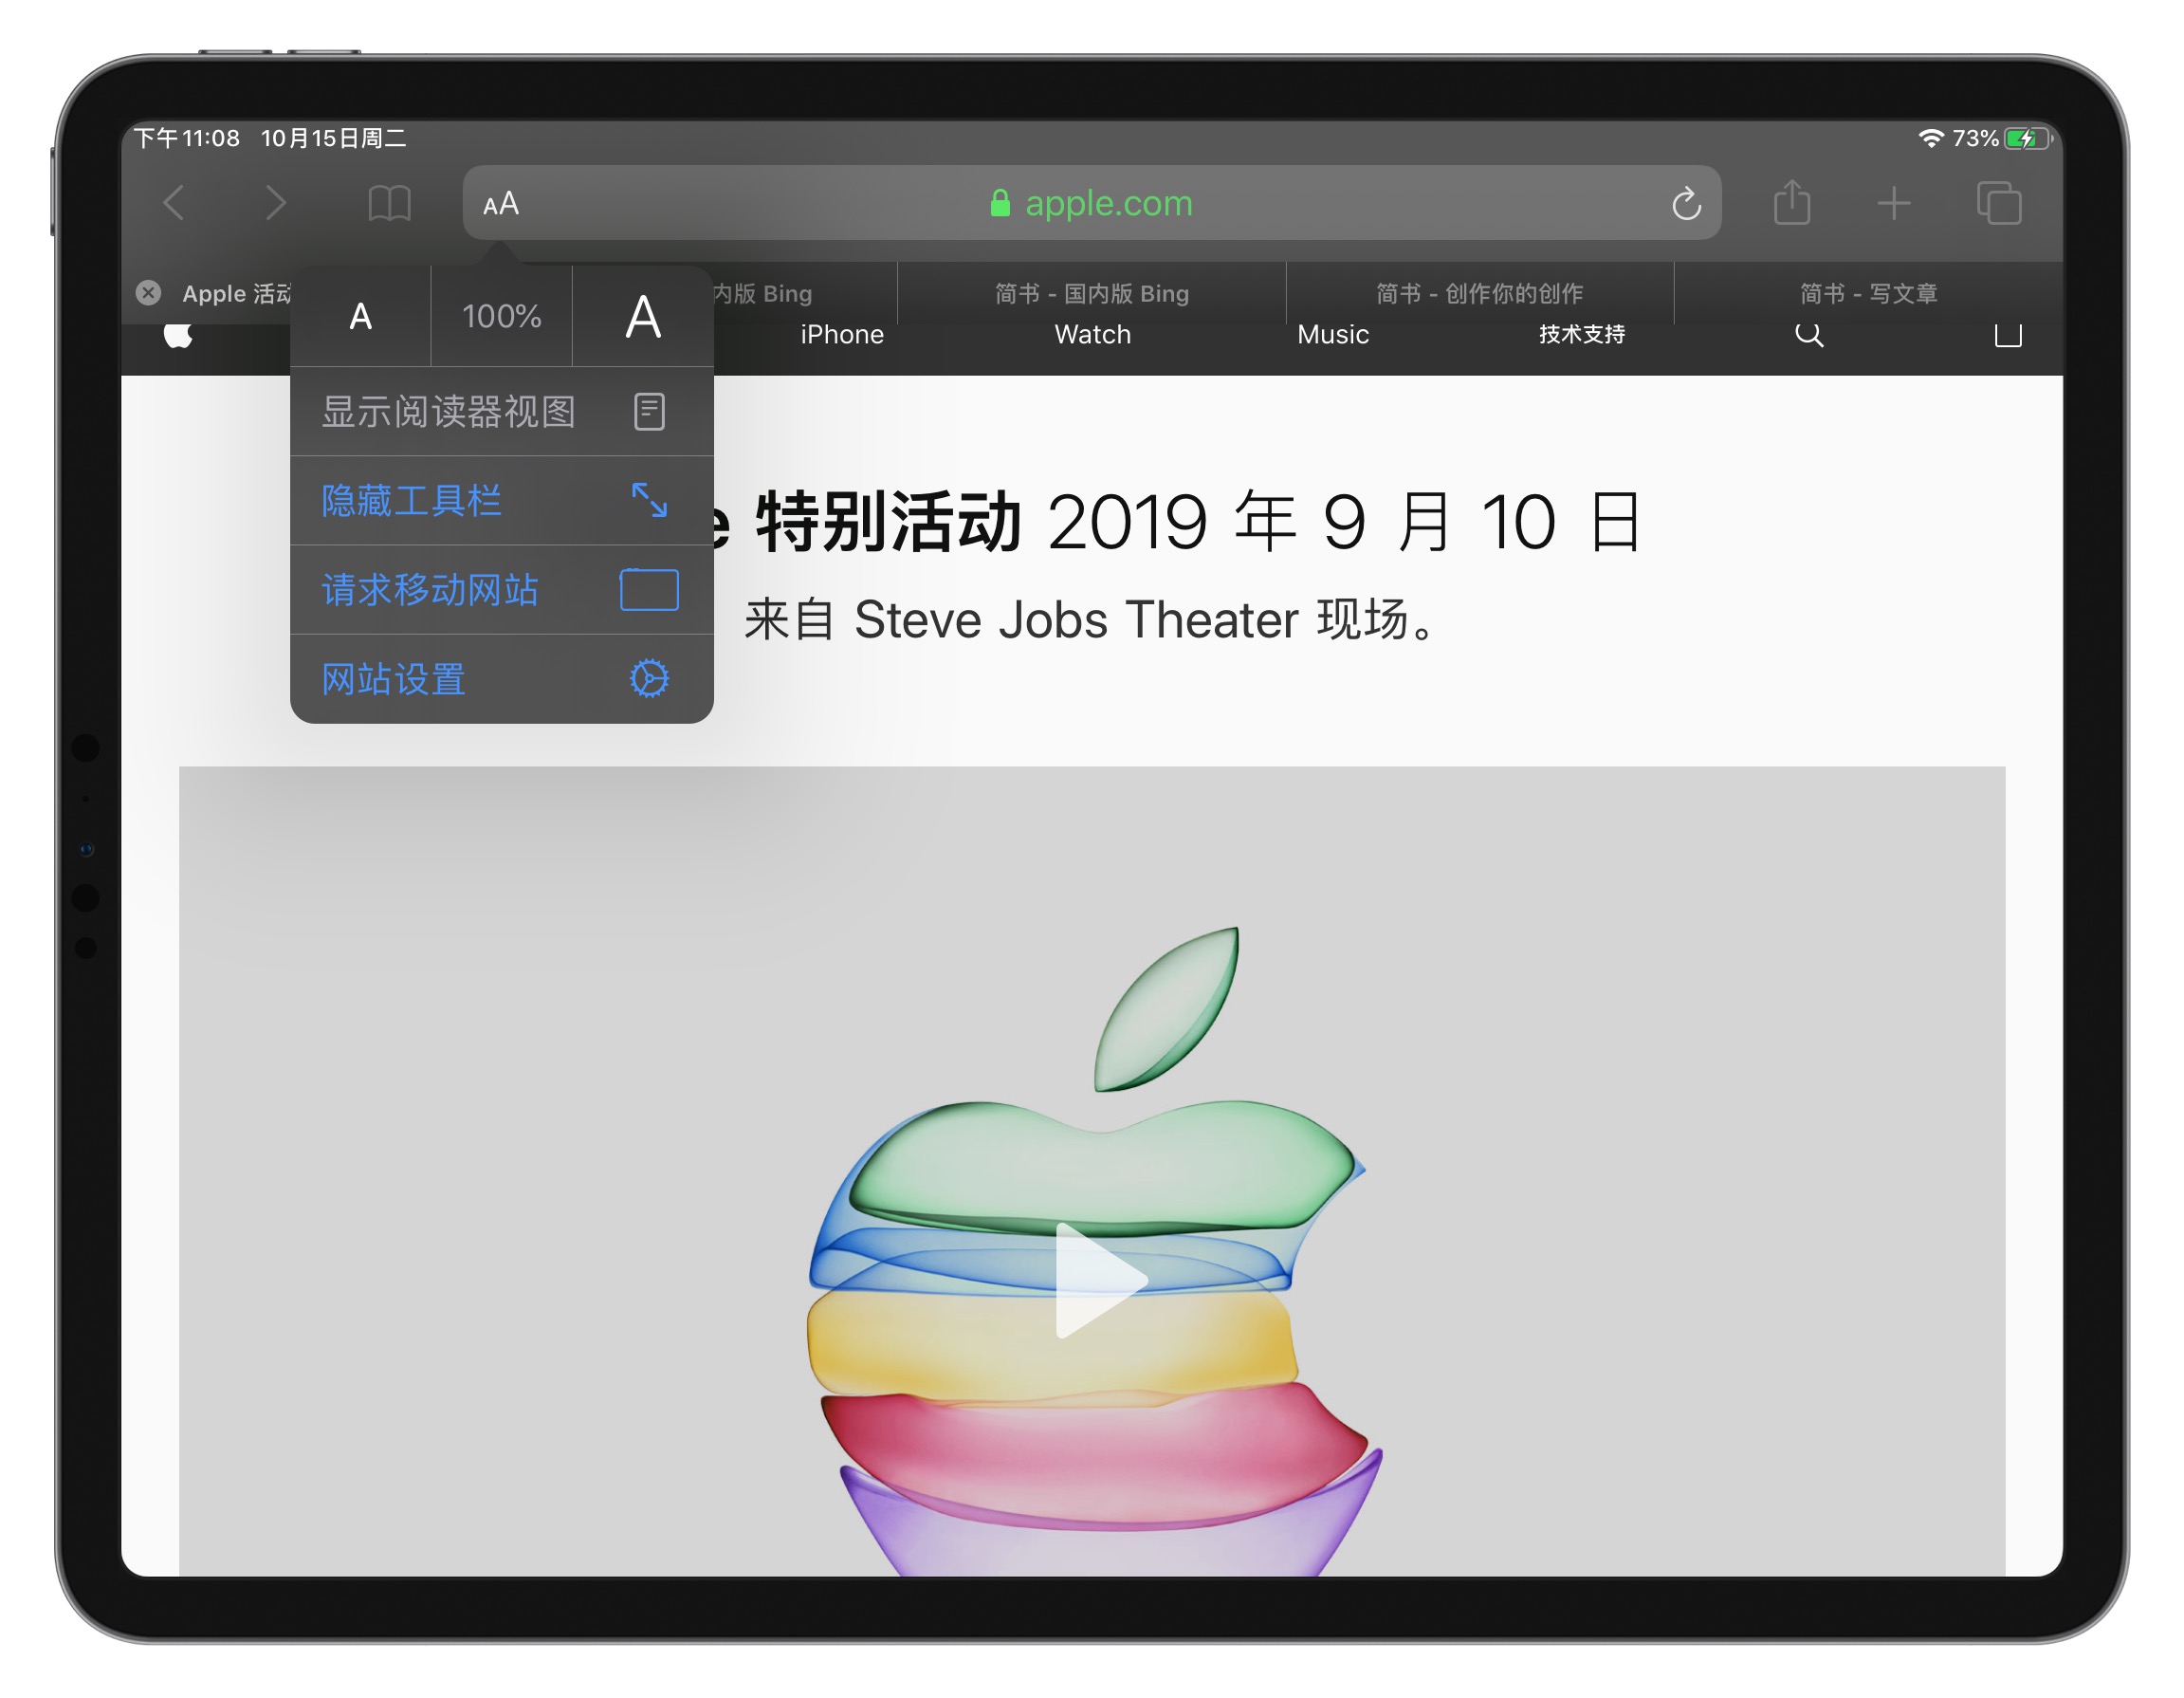 下午11:08 10月15日周二 73%
AA apple.com
Apple 活动 内版 Bing 简书 - 国内版 Bing 简书 - 创作你的创作 简书 - 写文章
A 100% A
iPhone Watch Music 技术支持
显示阅读器视图
隐藏工具栏
e 特别活动 2019 年 9 月 10 日
请求移动网站
来自 Steve Jobs Theater 现场。
网站设置